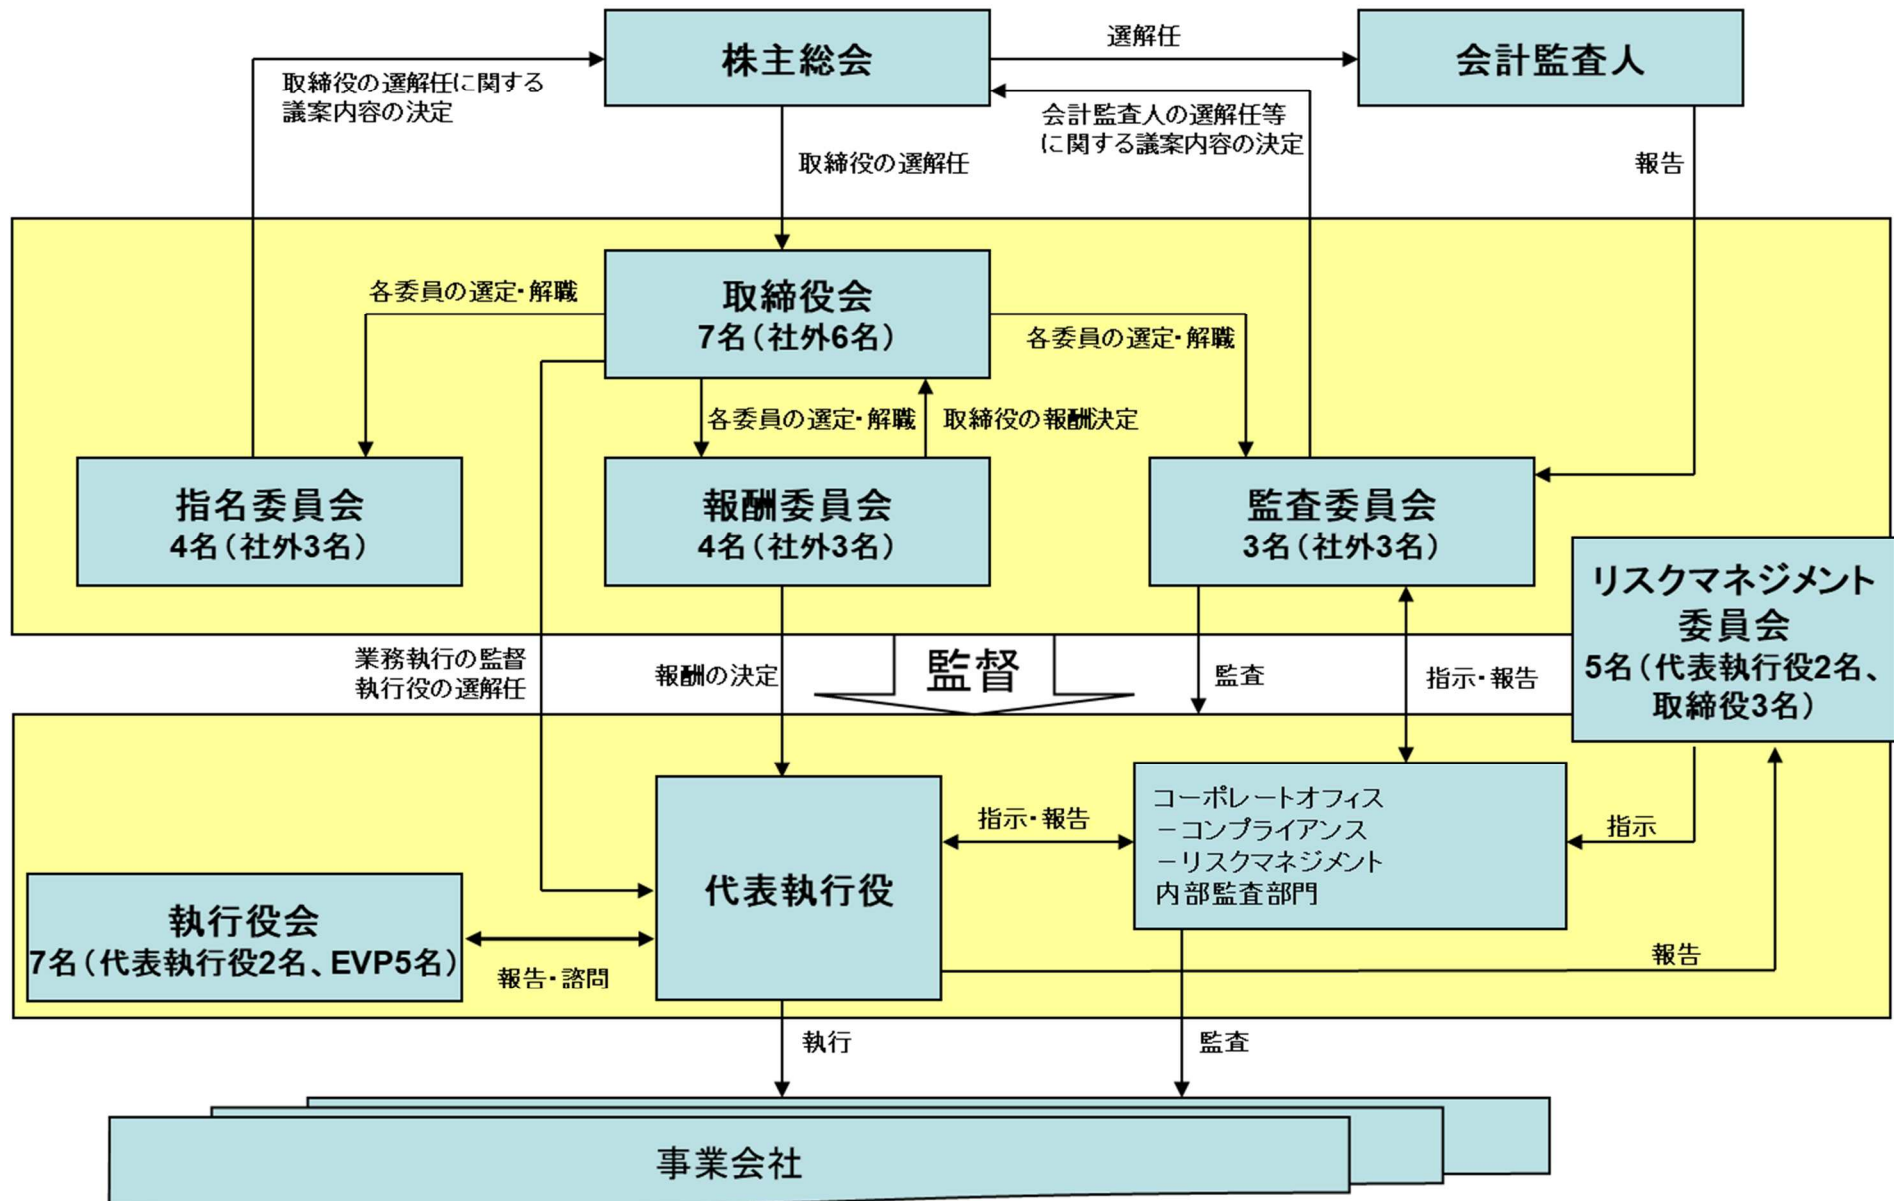 株主総会
選解任
会計監査人
取締役の選解任に関する
議案内容の決定
会計監査人の選解任等
に関する議案内容の決定
取締役の選解任
報告
取締役会
7名（社外6名）
各委員の選定・解職
各委員の選定・解職
各委員の選定・解職
取締役の報酬決定
指名委員会
4名（社外3名）
報酬委員会
4名（社外3名）
監査委員会
3名（社外3名）
リスクマネジメント
委員会
5名（代表執行役2名、
取締役3名）
業務執行の監督
執行役の選解任
報酬の決定
監督
監査
指示・報告
コーポレートオフィス
－コンプライアンス
－リスクマネジメント
内部監査部門
指示・報告
指示
代表執行役
執行役会
7名（代表執行役2名、EVP5名）
報告・諮問
報告
執行
監査
事業会社